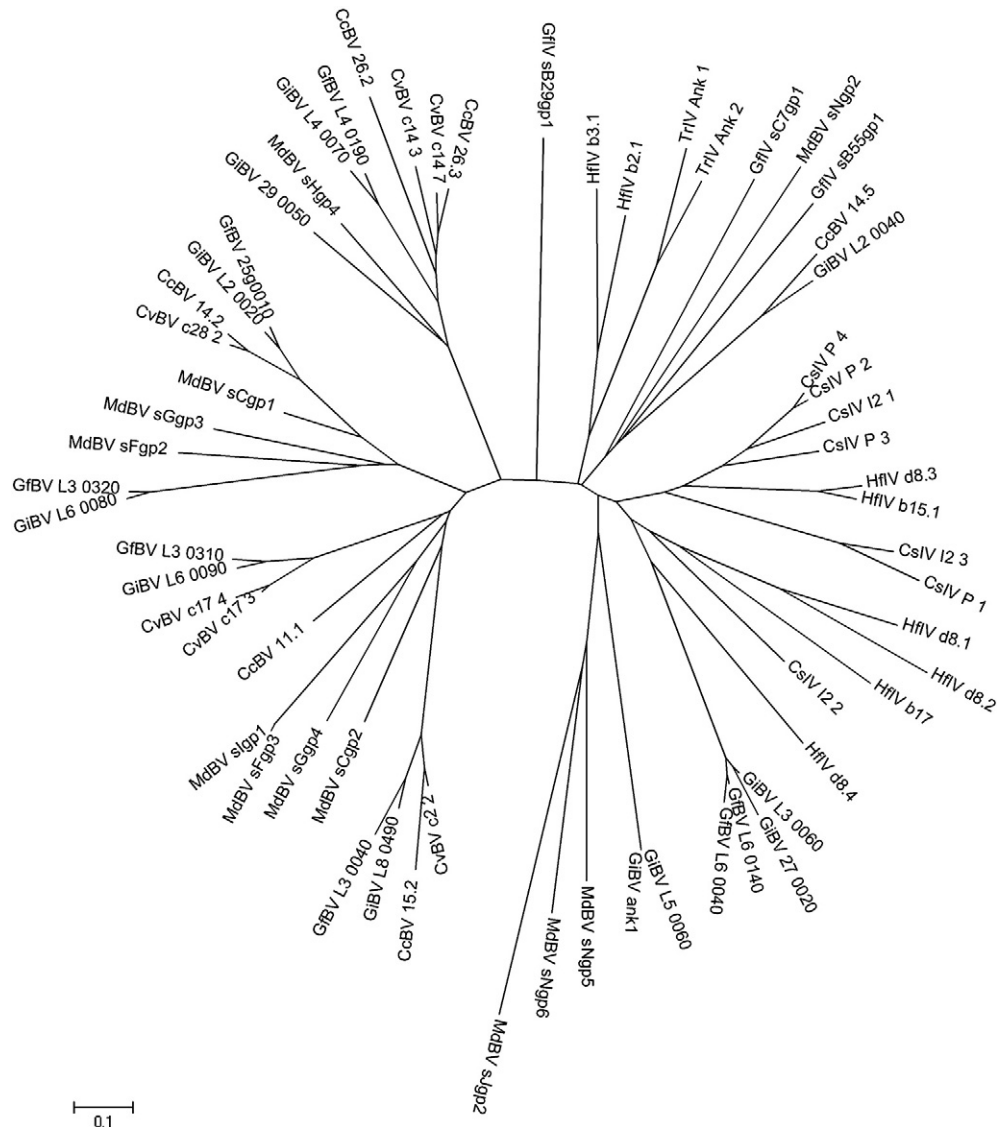 GfIV sB29gp1
HfIV b3.1
HfIV b2.1
TrIV Ank 1
TrIV Ank 2
GfIV sC7gp1
MdBV sNgp2
GfIV sB55gp1
CcBV 14.5
GiBV L2 0040
CsIV P 4
CsIV P 2
CsIV I2 1
CsIV P 3
HfIV d8.3
HfIV b15.1
CsIV I2 3
CsIV P 1
HfIV d8.1
HfIV d8.2
HfIV b17
CsIV I2 2
HfIV d8.4
GiBV L3 0060
GiBV 27 0020
GfBV L6 0140
GfBV L6 0040
GiBV L5 0060
GiBV ank1
MdBV sNgp5
MdBV sNgp6
MdBV sJgp2
CvBV c2.2
CcBV 15.2
GiBV L8 0490
GfBV L3 0040
MdBV sCgp2
MdBV sGgp4
MdBV sFgp3
MdBV sIgp1
CcBV 11.1
CvBV c17 3
CvBV c17 4
GiBV L6 0090
GfBV L3 0310
GiBV L6 0080
GfBV L3 0320
MdBV sFgp2
MdBV sGgp3
MdBV sCgp1
CvBV c28 2
CcBV 14.2
GiBV L2 0020
GfBV 25g0010
GiBV 29 0050
MdBV sHgp4
GiBV L4 0070
GfBV L4 0190
CcBV 26.2
CvBV c14 3
CvBV c14 7
CcBV 26.3
0.1